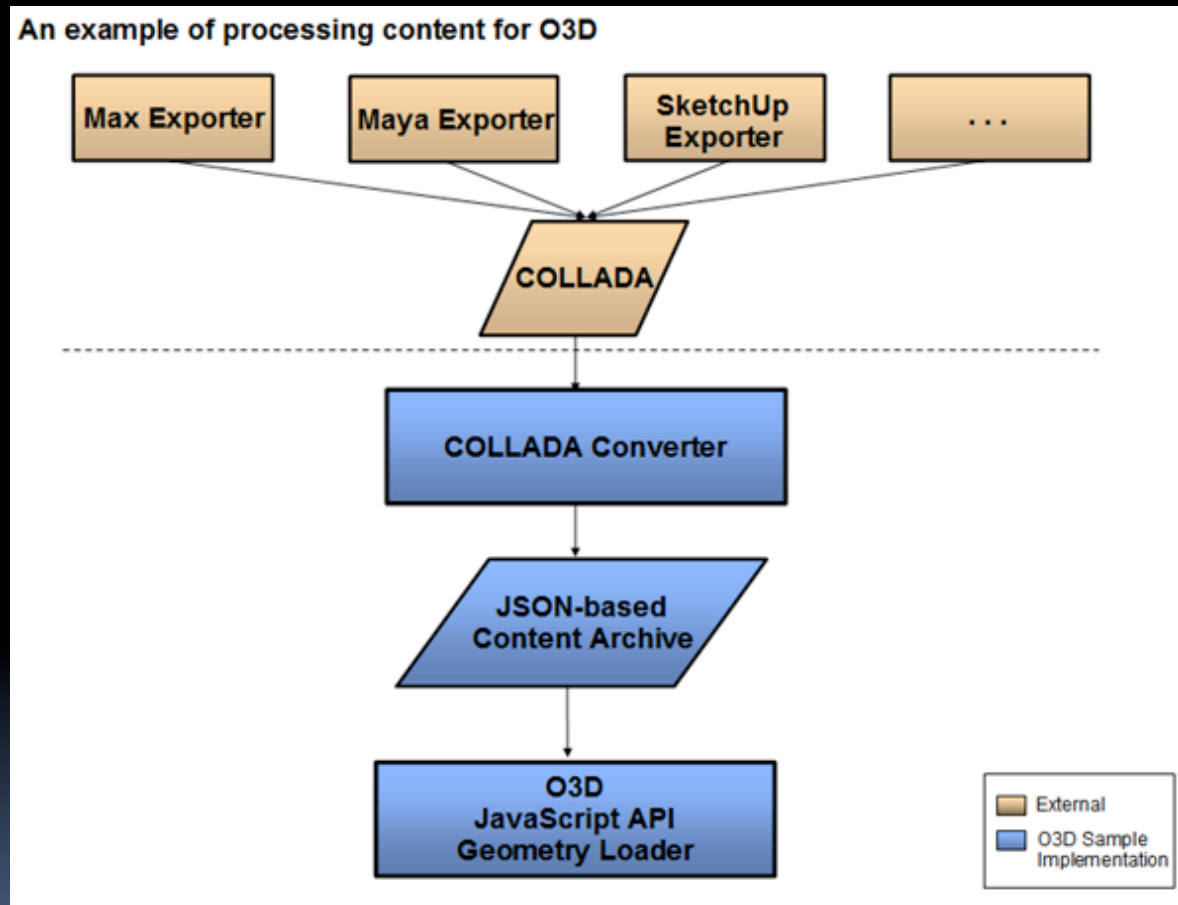 An example of processing content for O3D
Max Exporter
Maya Exporter
SketchUp
Exporter
. . .
COLLADA
COLLADA Converter
JSON-based
Content Archive
O3D
JavaScript API
Geometry Loader
External
O3D Sample
Implementation